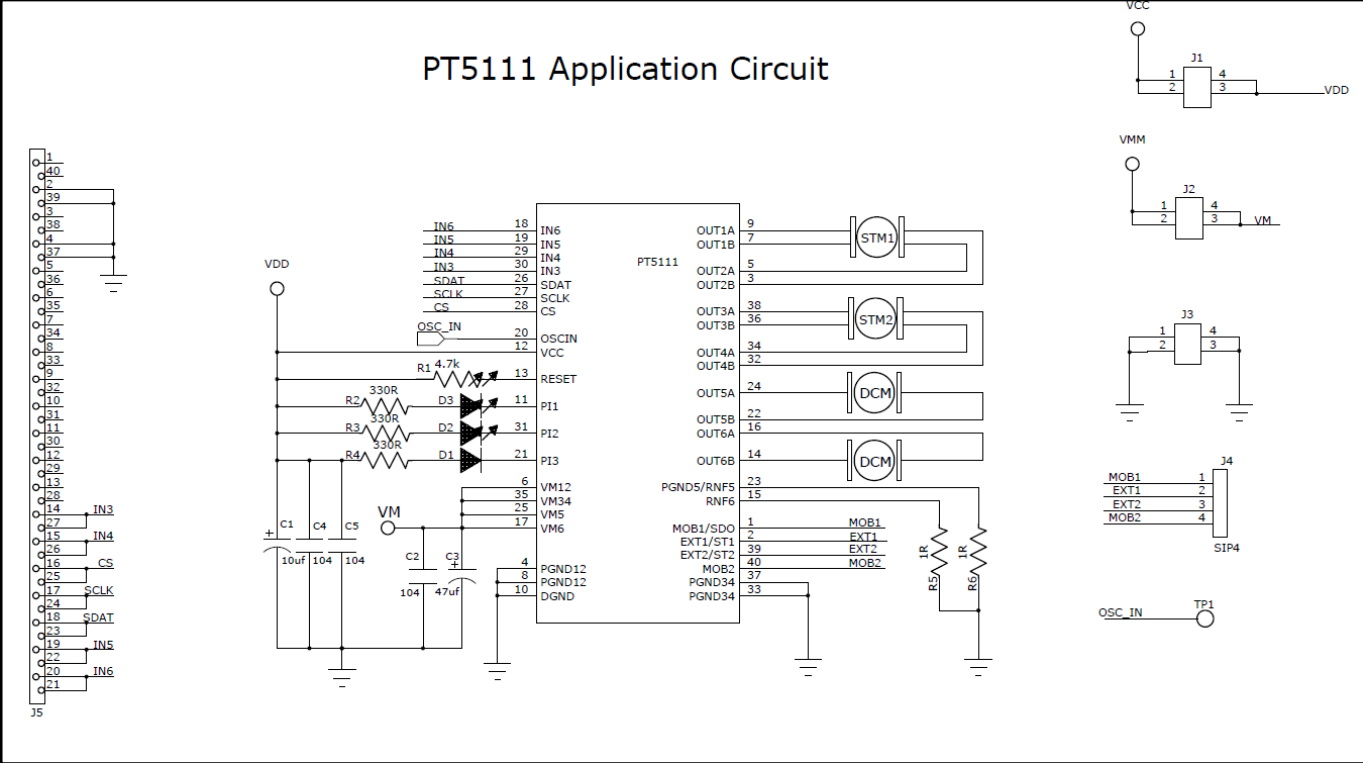 VCC
PT5111 Application Circuit
J1
1 4
2 3
VDD
VMM
J2
1 4
2 3
VM
J3
1 4
2 3
J4
MOB1 1
EXT1 2
EXT2 3
MOB2 4
SIP4
OSC_IN TP1
1
40
2
39
3
38
4
37
5
36
6
35
7
34
8
33
9
32
10
31
11
30
12
29
13
28
14 IN3
27
15 IN4
26
16 CS
25
17 SCLK
24
18 SDAT
23
19 IN5
22
20 IN6
21
J5
VDD
IN6 18 IN6
IN5 19 IN5
IN4 29 IN4
IN3 30 IN3
SDAT 26 SDAT
SCLK 27 SCLK
CS 28 CS
OSC_IN 20 OSCIN
12 VCC
R1 4.7k 13 RESET
330R
R2 D3 11 PI1
330R
R3 D2 31 PI2
330R
R4 D1 21 PI3
6 VM12
35 VM34
25 VM5
VM 17 VM6
C1 C4 C5
10uf 104 104
C2 C3
104 47uf
+
+
4 PGND12
8 PGND12
10 DGND
PT5111
OUT1A 9
OUT1B 7
STM1
OUT2A 5
OUT2B 3
OUT3A 38
OUT3B 36
STM2
OUT4A 34
OUT4B 32
OUT5A 24
DCM
OUT5B 22
OUT6A 16
OUT6B 14
DCM
PGND5/RNF5 23
RNF6 15
MOB1/SDO 1 MOB1
EXT1/ST1 2 EXT1
EXT2/ST2 39 EXT2
MOB2 40 MOB2
PGND34 37
PGND34 33
1R
R5
1R
R6